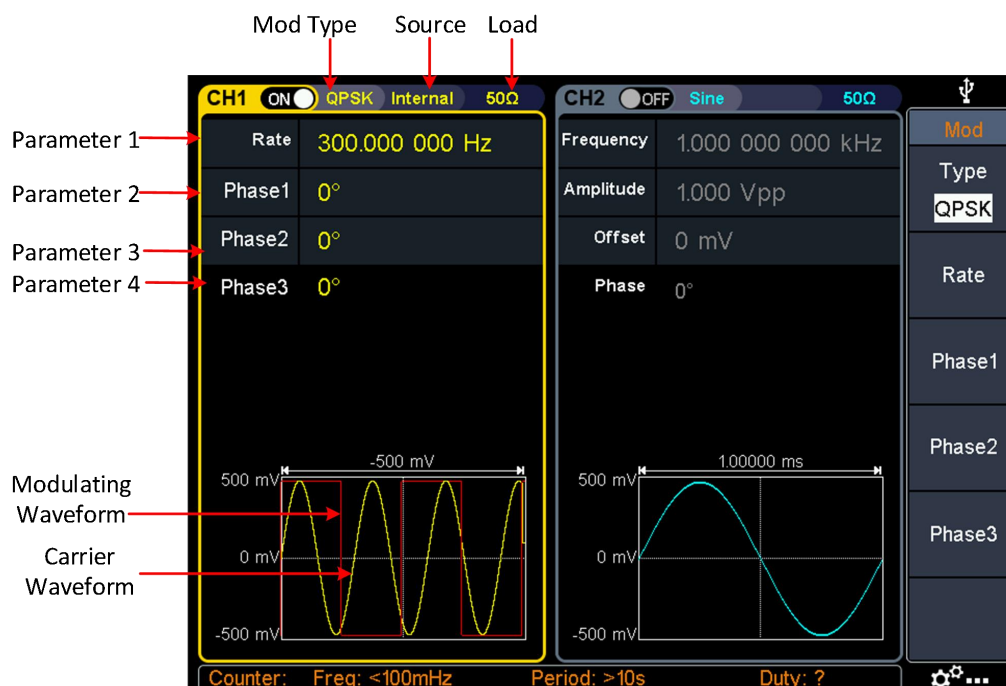 Mod Type Source Load
CH1 ON QPSK Internal 50Ω
CH2 OFF Sine 50Ω
Parameter 1
Rate 300.000 000 Hz
Parameter 2
Phase1 0°
Parameter 3
Phase2 0°
Parameter 4
Phase3 0°
Frequency 1.000 000 000 kHz
Amplitude 1.000 Vpp
Offset 0 mV
Phase 0°
Mod
Type
QPSK
Rate
Phase1
Phase2
Phase3
Modulating
Waveform
Carrier
Waveform
-500 mV
500 mV
0 mV
-500 mV
1.00000 ms
500 mV
0 mV
-500 mV
Counter: Freq: <100mHz Period: >10s Duty: ?